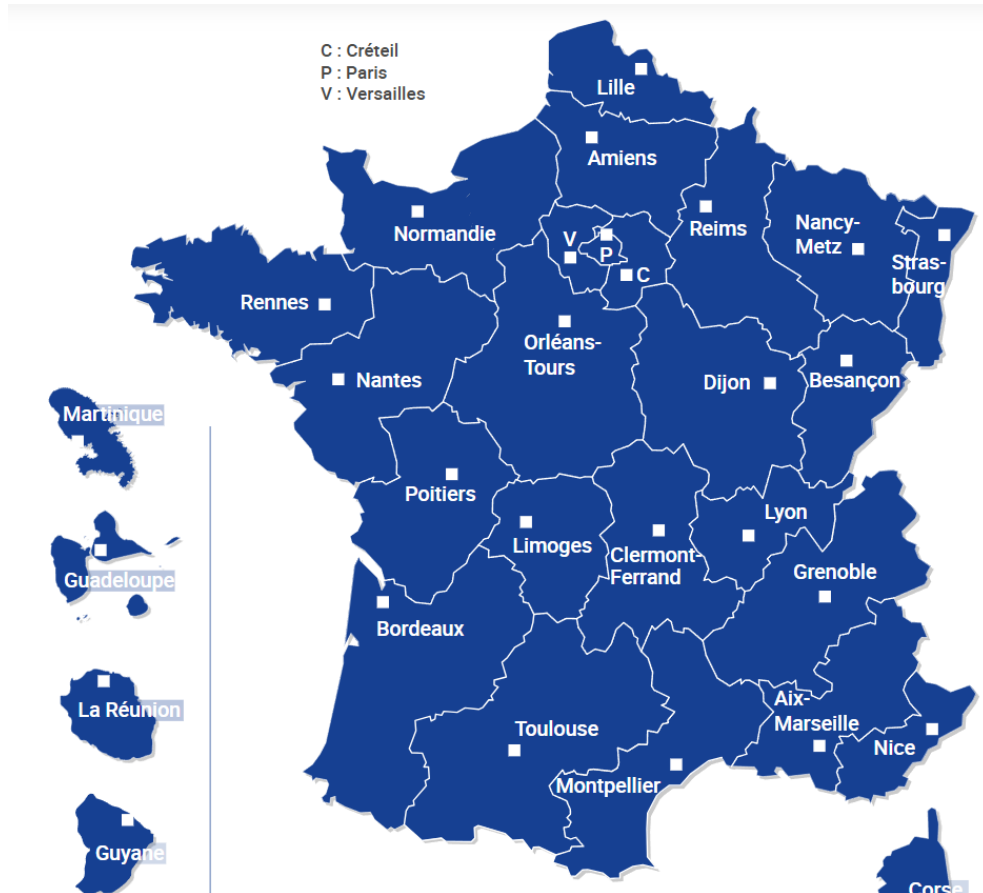 C : Créteil
P : Paris
V : Versailles
Lille
Amiens
Normandie
Reims
Nancy-
Metz
Stras-
bourg
V
P
C
Rennes
Orléans-
Tours
Nantes
Dijon
Besançon
Martinique
Poitiers
Limoges
Clermont-
Ferrand
Lyon
Grenoble
Guadeloupe
Bordeaux
La Réunion
Toulouse
Montpellier
Aix-
Marseille
Nice
Guyane
Corse